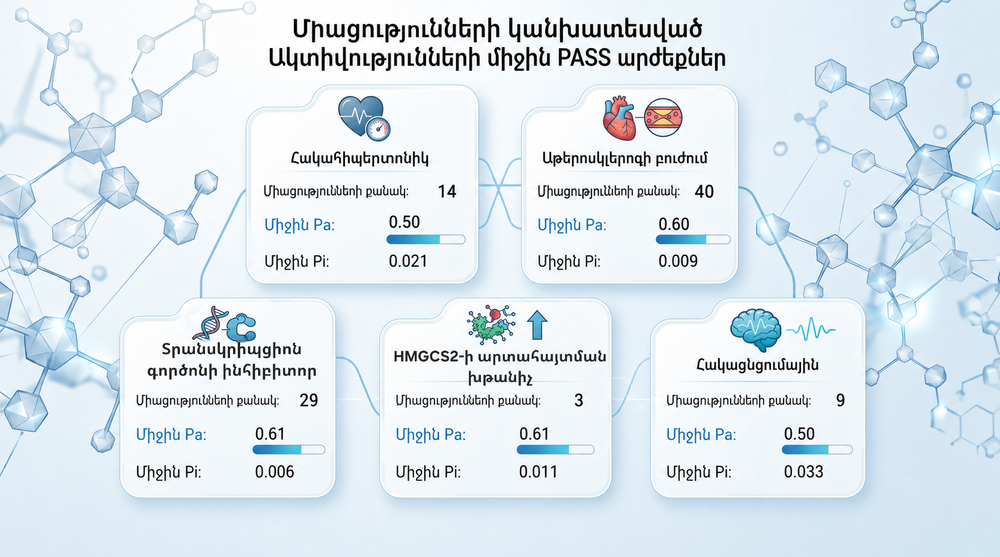 Միացությունների կանխատեսված
Ակտիվությունների միջին PASS արժեքներ
Հակահիպերտոնիկ
Միացությունների քանակ: 14
Միջին Pa: 0.50
Միջին Pi: 0.021
Աթերոսկլերոզի բուժում
Միացությունների քանակ: 40
Միջին Pa: 0.60
Միջին Pi: 0.009
Տրանսկրիպցիոն
գործոնի ինհիբիտոր
Միացությունների քանակ: 29
Միջին Pa: 0.61
Միջին Pi: 0.006
HMGCS2-ի արտահայտման
խթանիչ
Միացությունների քանակ: 3
Միջին Pa: 0.61
Միջին Pi: 0.011
Հակացնցումային
Միացությունների քանակ: 9
Միջին Pa: 0.50
Միջին Pi: 0.033